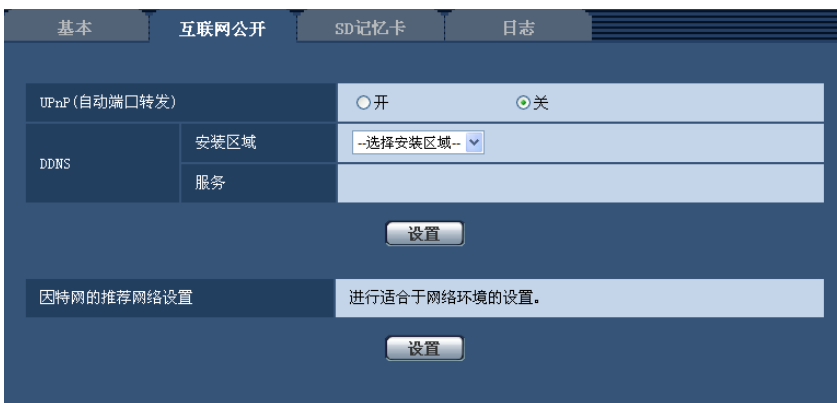 基本 互联网公开 SD记忆卡 日志
UPnP(自动端口转发) 开 关
DDNS
安装区域 --选择安装区域--
服务
设置
因特网的推荐网络设置 进行适合于网络环境的设置。
设置